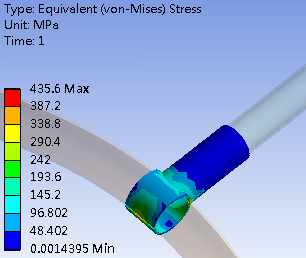 Type: Equivalent (von-Mises) Stress
Unit: MPa
Time: 1
435.6 Max
387.2
338.8
290.4
242
193.6
145.2
96.802
48.402
0.0014395 Min